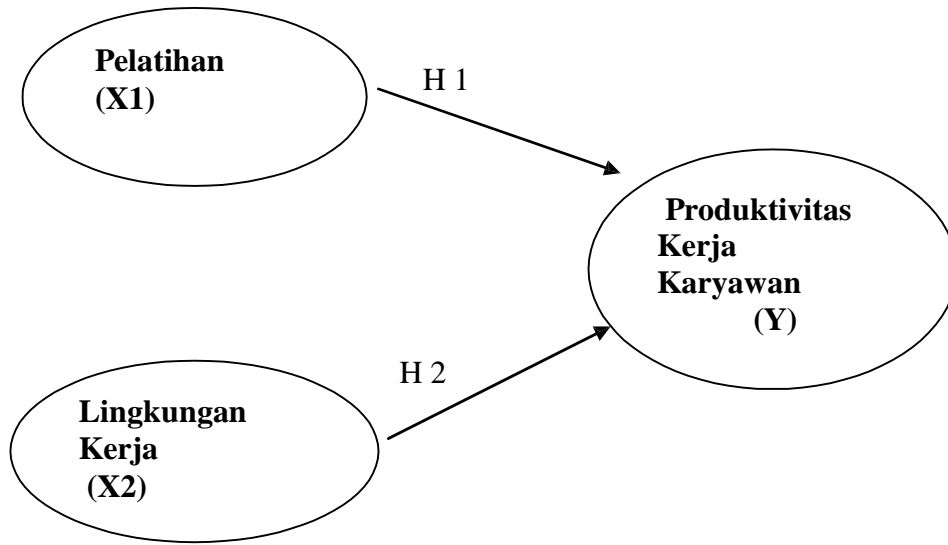 Pelatihan
(X1)
H 1
Produktivitas
Kerja
Karyawan
(Y)
H 2
Lingkungan
Kerja
(X2)